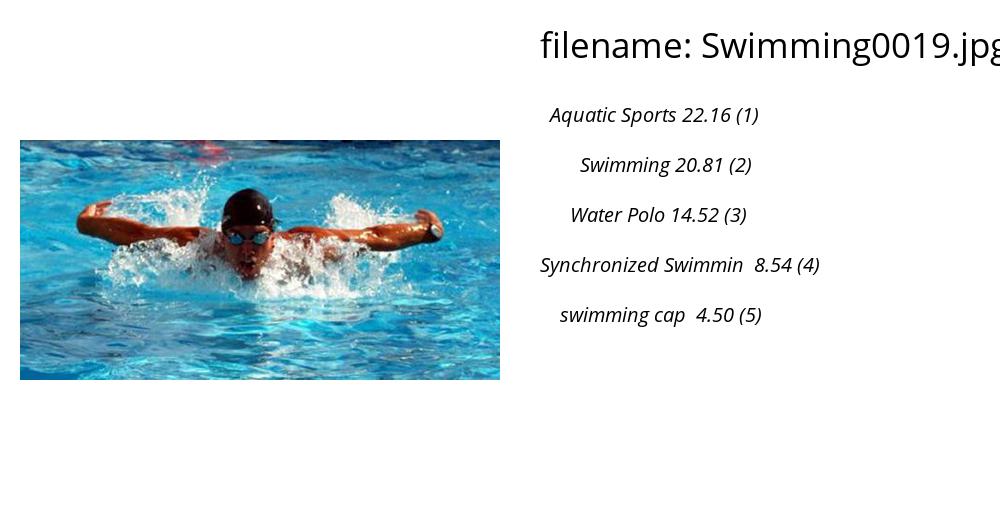 filename: Swimming0019.jpg
Aquatic Sports 22.16 (1)
Swimming 20.81 (2)
Water Polo 14.52 (3)
Synchronized Swimmin 8.54 (4)
swimming cap 4.50 (5)